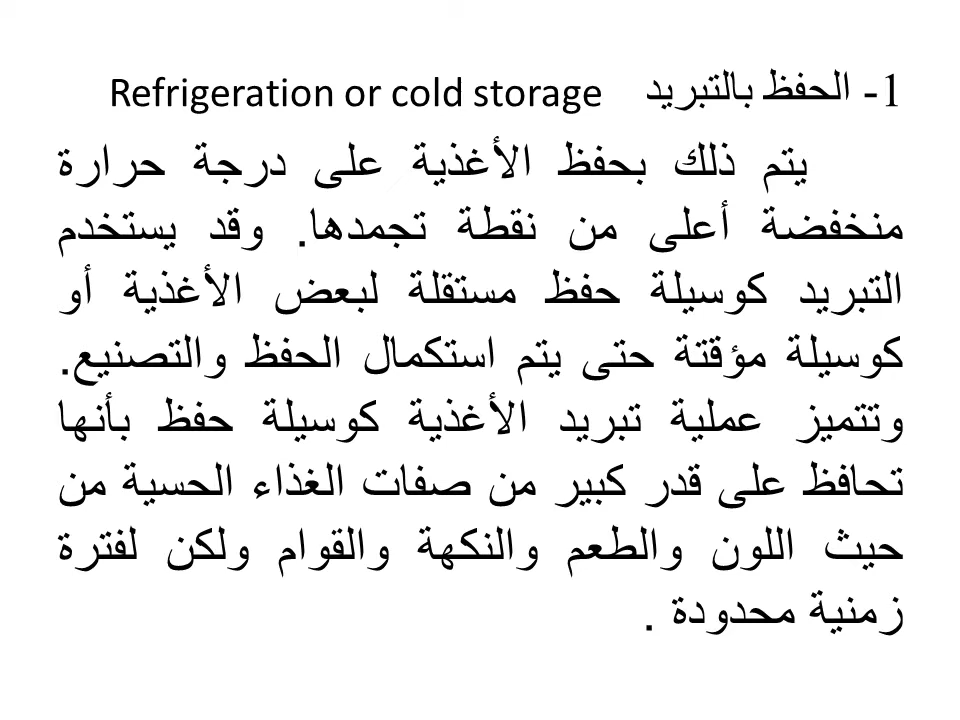 1- الحفظ بالتبريد Refrigeration or cold storage
يتم ذلك بحفظ الأغذية على درجة حرارة
منخفضة أعلى من نقطة تجمدها. وقد يستخدم
التبريد كوسيلة حفظ مستقلة لبعض الأغذية أو
كوسيلة مؤقتة حتى يتم استكمال الحفظ والتصنيع.
وتتميز عملية تبريد الأغذية كوسيلة حفظ بأنها
تحافظ على قدر كبير من صفات الغذاء الحسية من
حيث اللون والطعم والنكهة والقوام ولكن لفترة
زمنية محدودة .